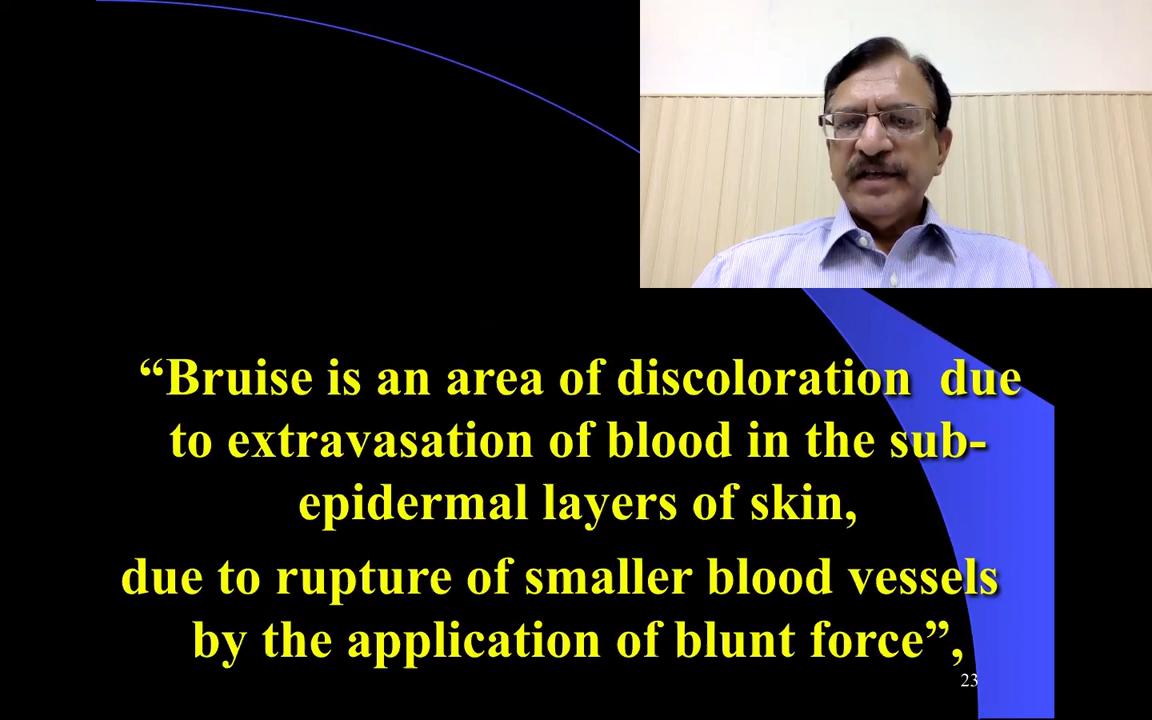 “Bruise is an area of discoloration due
to extravasation of blood in the sub-
epidermal layers of skin,
due to rupture of smaller blood vessels
by the application of blunt force”,
23